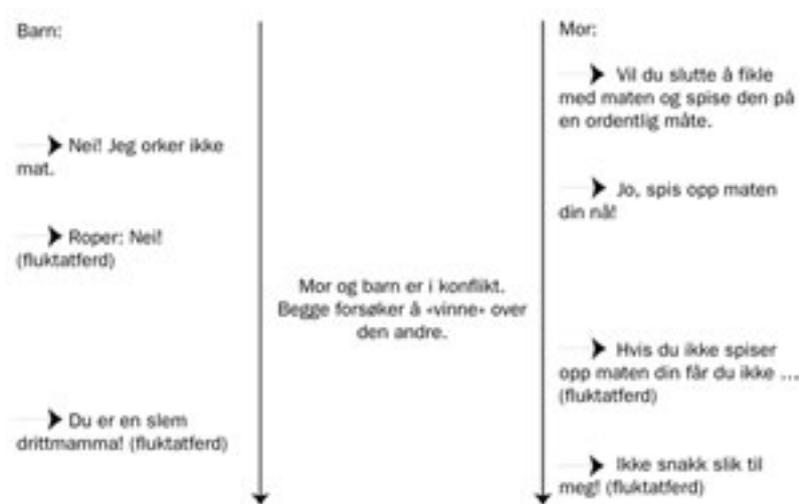 Barn:
Mor:
Vil du slutte å fikle
med maten og spise den på
en ordentlig måte.
Nei! Jeg orker ikke
mat.
Jo, spis opp maten
din nå!
Roper: Nei!
(fluktatferd)
Mor og barn er i konflikt.
Begge forsøker å «vinne» over
den andre.
Hvis du ikke spiser
opp maten din får du ikke …
(fluktatferd)
Du er en slem
drittmamma! (fluktatferd)
Ikke snakk slik til
meg! (fluktatferd)